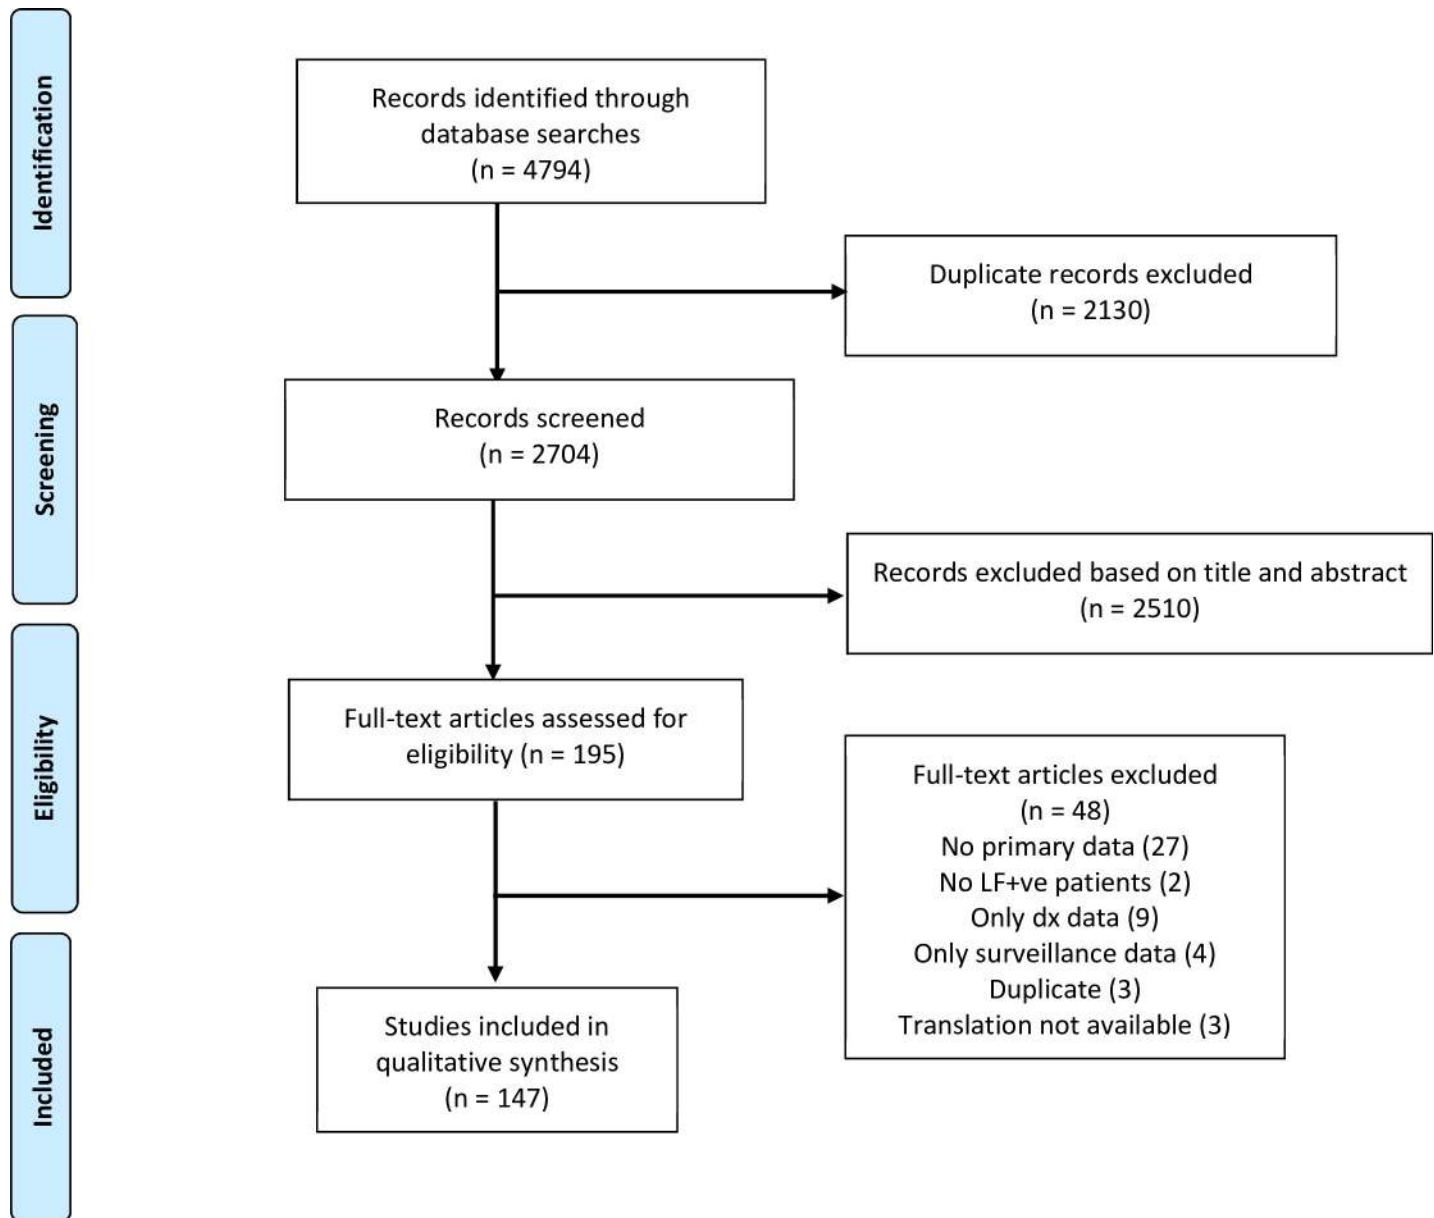 Identification
Records identified through
database searches
(n = 4794)
Duplicate records excluded
(n = 2130)
Screening
Records screened
(n = 2704)
Records excluded based on title and abstract
(n = 2510)
Eligibility
Full-text articles assessed for
eligibility (n = 195)
Full-text articles excluded
(n = 48)
No primary data (27)
No LF+ve patients (2)
Only dx data (9)
Only surveillance data (4)
Duplicate (3)
Translation not available (3)
Included
Studies included in
qualitative synthesis
(n = 147)